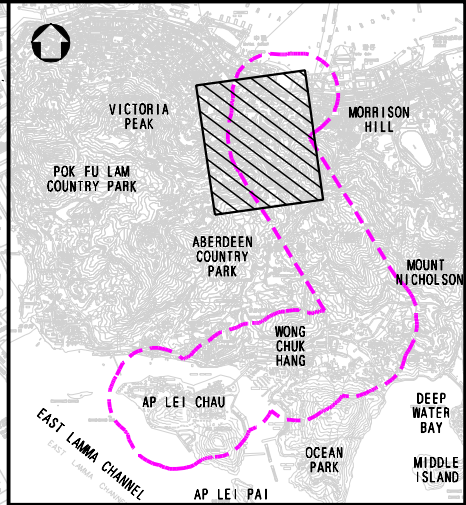 VICTORIA
PEAK
MORRISON
HILL
POK FU LAM
COUNTRY PARK
ABERDEEN
COUNTRY
PARK
MOUNT
NICHOLSON
WONG
CHUK
HANG
AP LEI CHAU
EAST LAMMA CHANNEL
DEEP
WATER
BAY
OCEAN
PARK
MIDDLE
ISLAND
AP LEI PAI